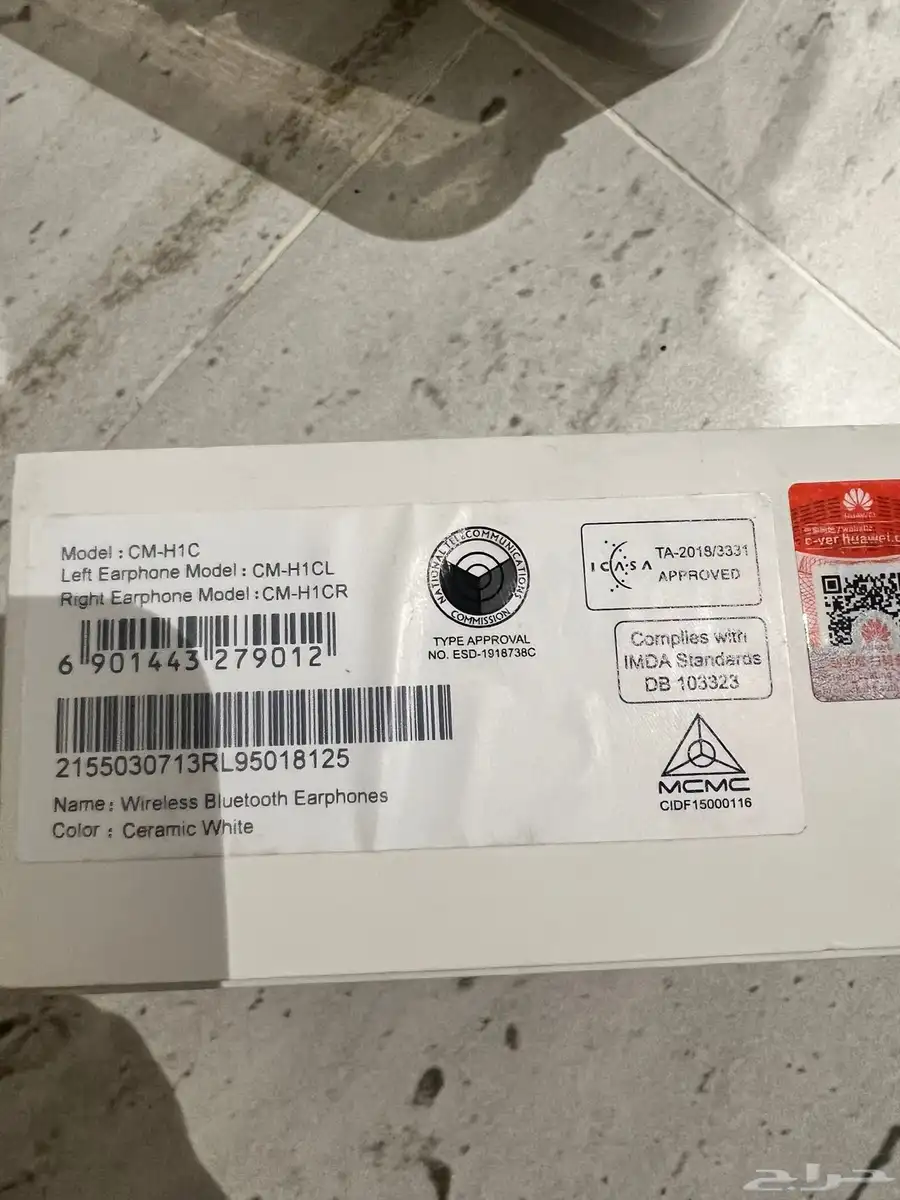 Model : CM-H1C
Left Earphone Model : CM-H1CL
Right Earphone Model : CM-H1CR
6 901443 279012
2155030713RL95018125
Name : Wireless Bluetooth Earphones
Color : Ceramic White
NATIONAL TELECOMMUNICATIONS COMMISSION
TYPE APPROVAL
NO. ESD-1918738C
ICASA
TA-2018/3331
APPROVED
Complies with
IMDA Standards
DB 103323
MCMC
CIDF15000116
HUAWEI
c-ver.huawei.c
حراج